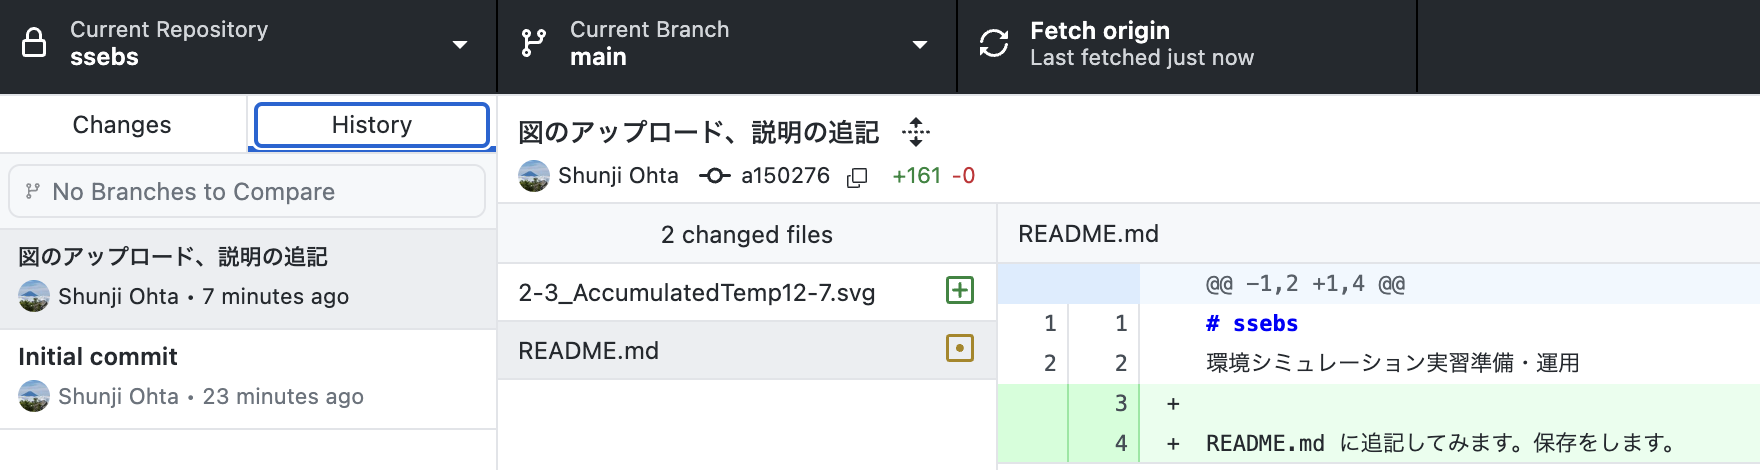 Current Repository
ssebs
Current Branch
main
Fetch origin
Last fetched just now
Changes
History
No Branches to Compare
図のアップロード、説明の追記
Shunji Ohta • 7 minutes ago
Initial commit
Shunji Ohta • 23 minutes ago
図のアップロード、説明の追記
Shunji Ohta a150276 +161 -0
2 changed files
2-3_AccumulatedTemp12-7.svg
README.md
README.md
@@ -1,2 +1,4 @@
1 1 # ssebs
2 2 環境シミュレーション実習準備・運用
3 +
4 + README.md に追記してみます。保存をします。